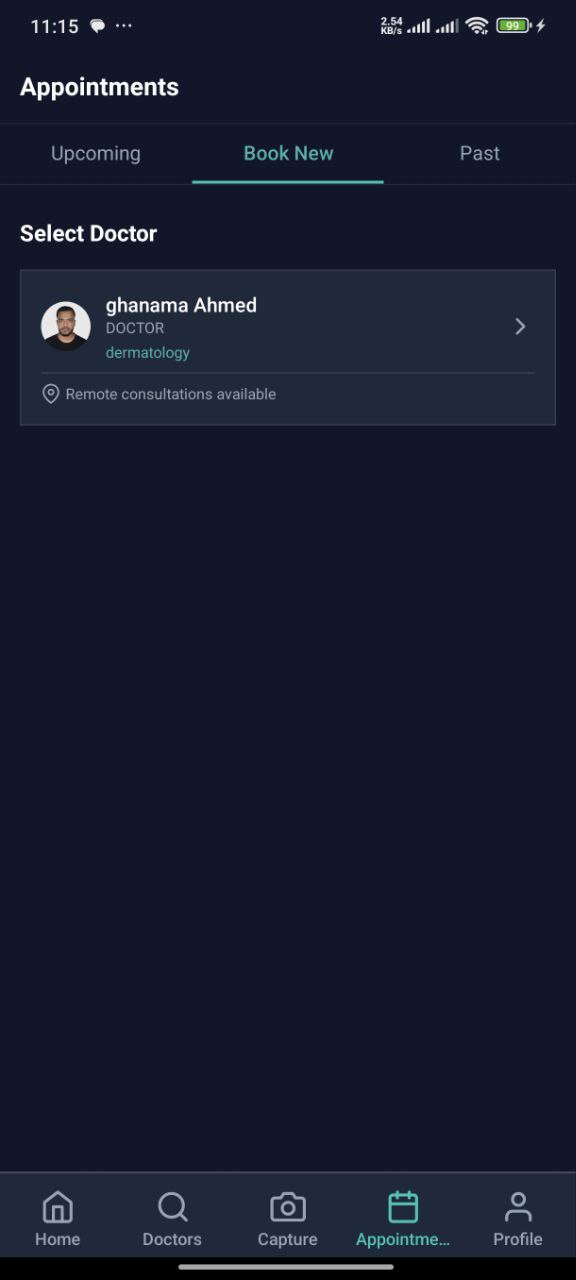 11:15
2.54
KB/s
99
Appointments
Upcoming
Book New
Past
Select Doctor
ghanama Ahmed
DOCTOR
dermatology
Remote consultations available
Home
Doctors
Capture
Appointme...
Profile